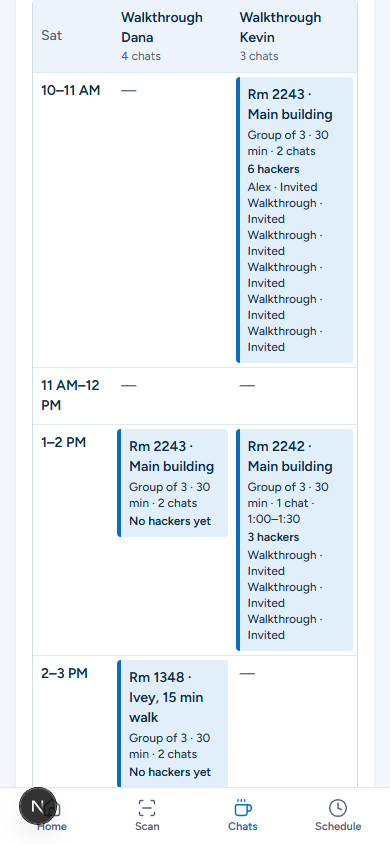 Sat
Walkthrough
Dana
4 chats
Walkthrough
Kevin
3 chats
10–11 AM
—
Rm 2243 ·
Main building
Group of 3 · 30
min · 2 chats
6 hackers
Alex · Invited
Walkthrough ·
Invited
Walkthrough ·
Invited
Walkthrough ·
Invited
Walkthrough ·
Invited
Walkthrough ·
Invited
11 AM–12
PM
—
—
1–2 PM
Rm 2243 ·
Main building
Group of 3 · 30
min · 2 chats
No hackers yet
Rm 2242 ·
Main building
Group of 3 · 30
min · 1 chat ·
1:00–1:30
3 hackers
Walkthrough ·
Invited
Walkthrough ·
Invited
Walkthrough ·
Invited
2–3 PM
Rm 1348 ·
Ivey, 15 min
walk
Group of 3 · 30
min · 2 chats
No hackers yet
—
N
Home
Scan
Chats
Schedule